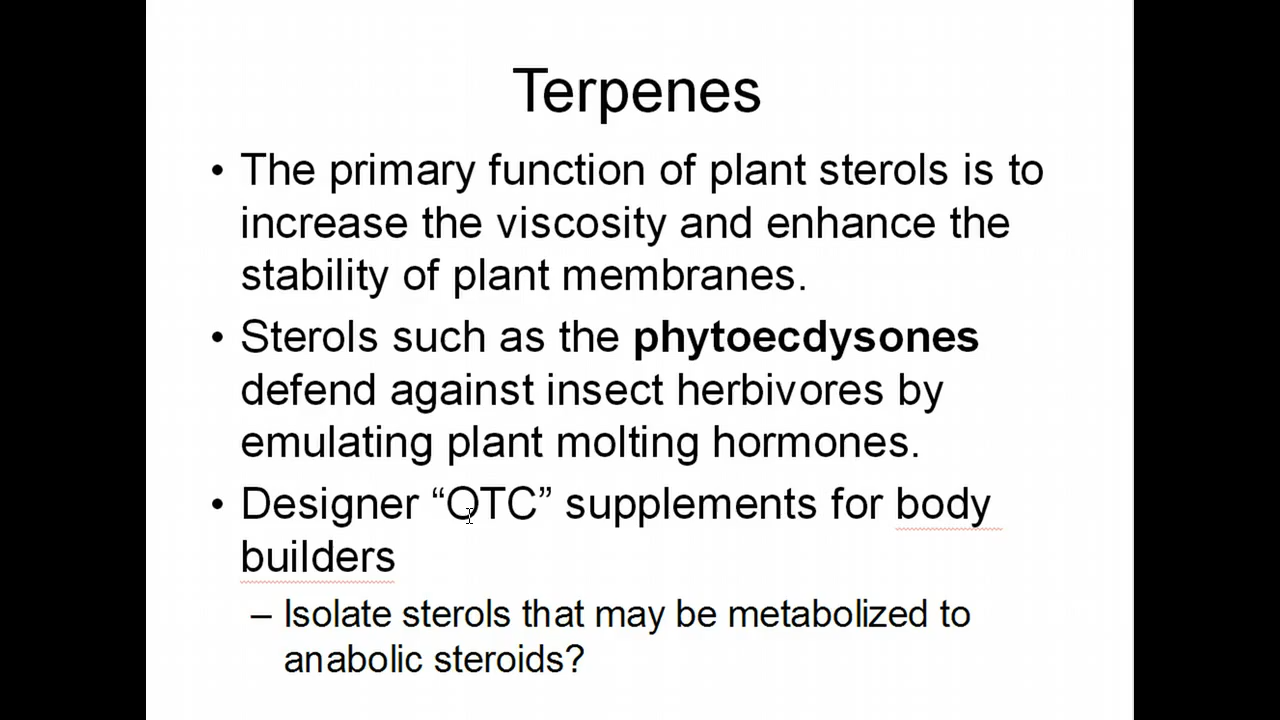 Terpenes
• The primary function of plant sterols is to
increase the viscosity and enhance the
stability of plant membranes.
• Sterols such as the phytoecdysones
defend against insect herbivores by
emulating plant molting hormones.
• Designer “OTC” supplements for body
builders
– Isolate sterols that may be metabolized to
anabolic steroids?